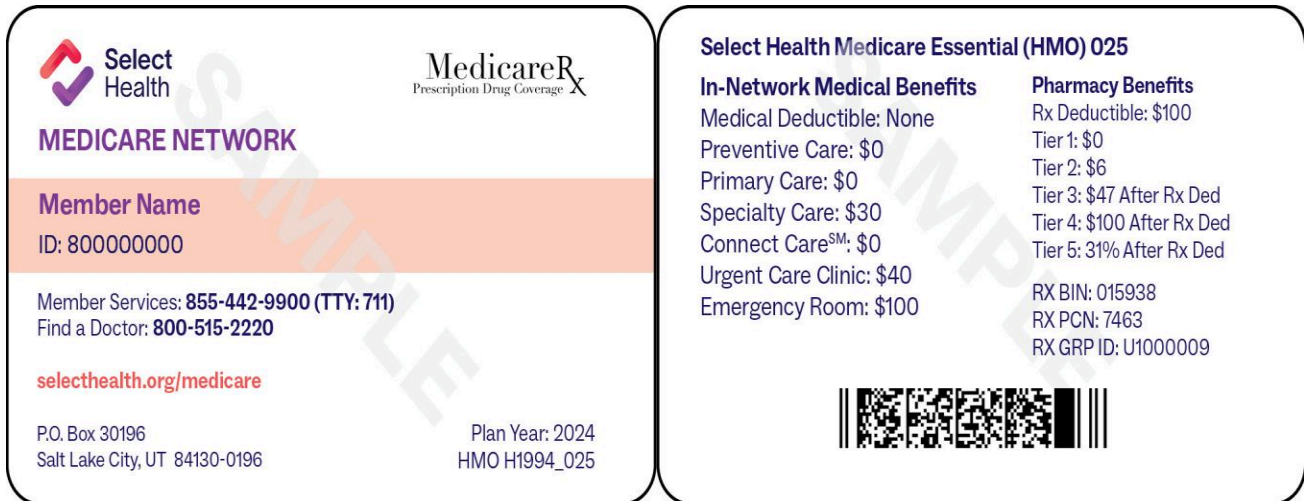 Select
Health
MedicareRx
Prescription Drug Coverage
MEDICARE NETWORK
Member Name
ID: 800000000
Member Services: 855-442-9900 (TTY: 711)
Find a Doctor: 800-515-2220
selecthealth.org/medicare
P.O. Box 30196
Salt Lake City, UT 84130-0196
Plan Year: 2024
HMO H1994_025
SAMPLE
Select Health Medicare Essential (HMO) 025
In-Network Medical Benefits
Medical Deductible: None
Preventive Care: $0
Primary Care: $0
Specialty Care: $30
Connect Care℠: $0
Urgent Care Clinic: $40
Emergency Room: $100
Pharmacy Benefits
Rx Deductible: $100
Tier 1: $0
Tier 2: $6
Tier 3: $47 After Rx Ded
Tier 4: $100 After Rx Ded
Tier 5: 31% After Rx Ded
RX BIN: 015938
RX PCN: 7463
RX GRP ID: U1000009
SAMPLE